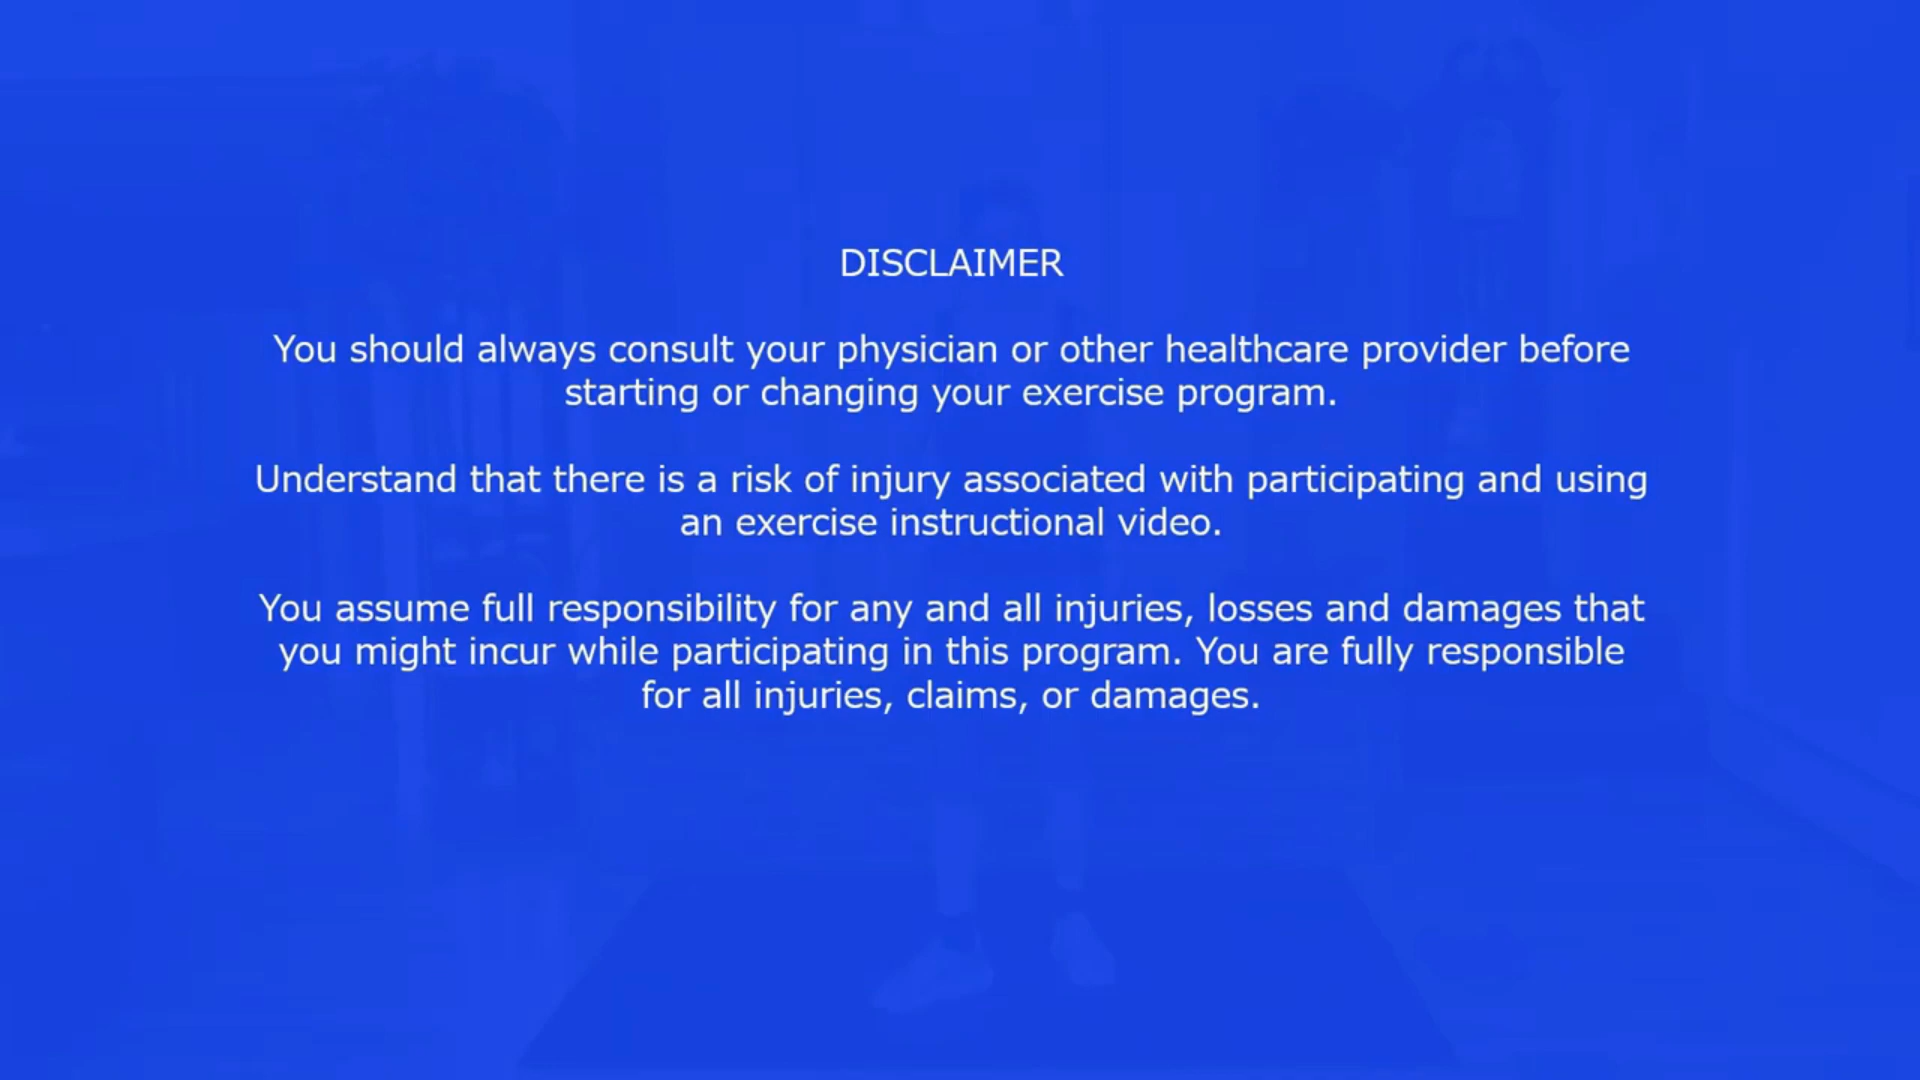 DISCLAIMER
You should always consult your physician or other healthcare provider before
starting or changing your exercise program.
Understand that there is a risk of injury associated with participating and using
an exercise instructional video.
You assume full responsibility for any and all injuries, losses and damages that
you might incur while participating in this program. You are fully responsible
for all injuries, claims, or damages.